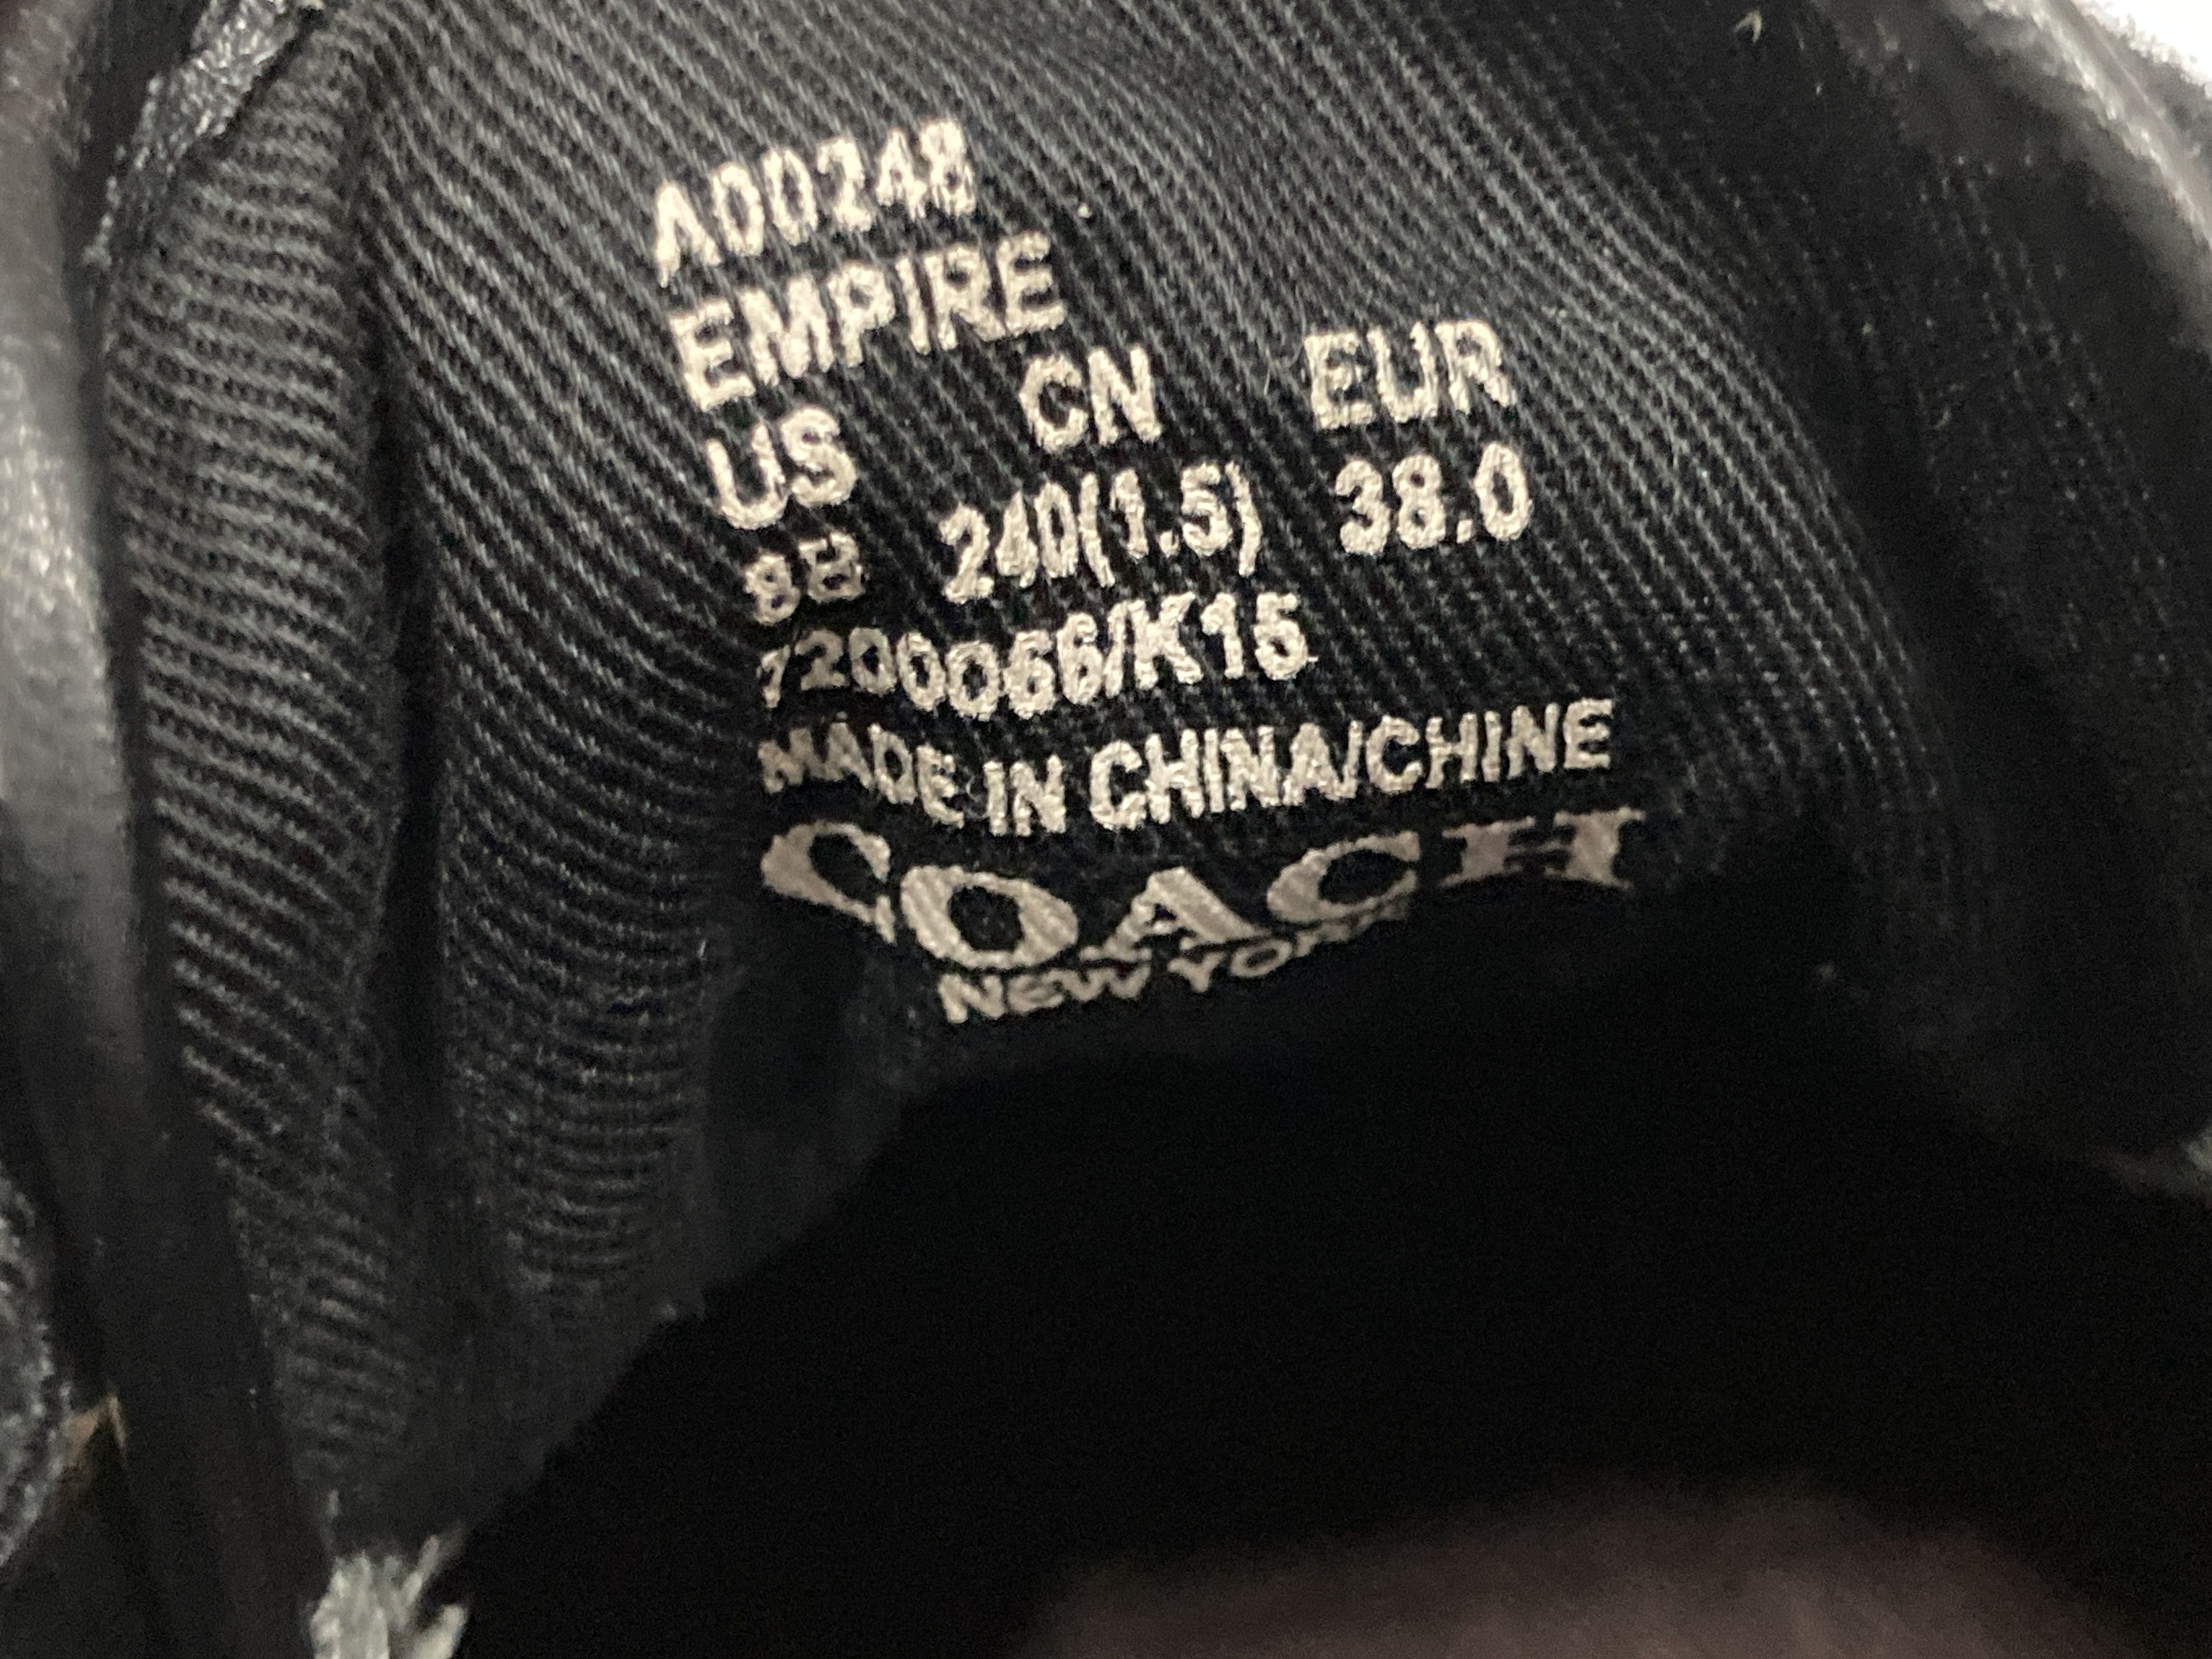 A00248
EMPIRE
US CN EUR
8B 240(1.5) 38.0
7200066/K15
MADE IN CHINA/CHINE
COACH
NEW YORK